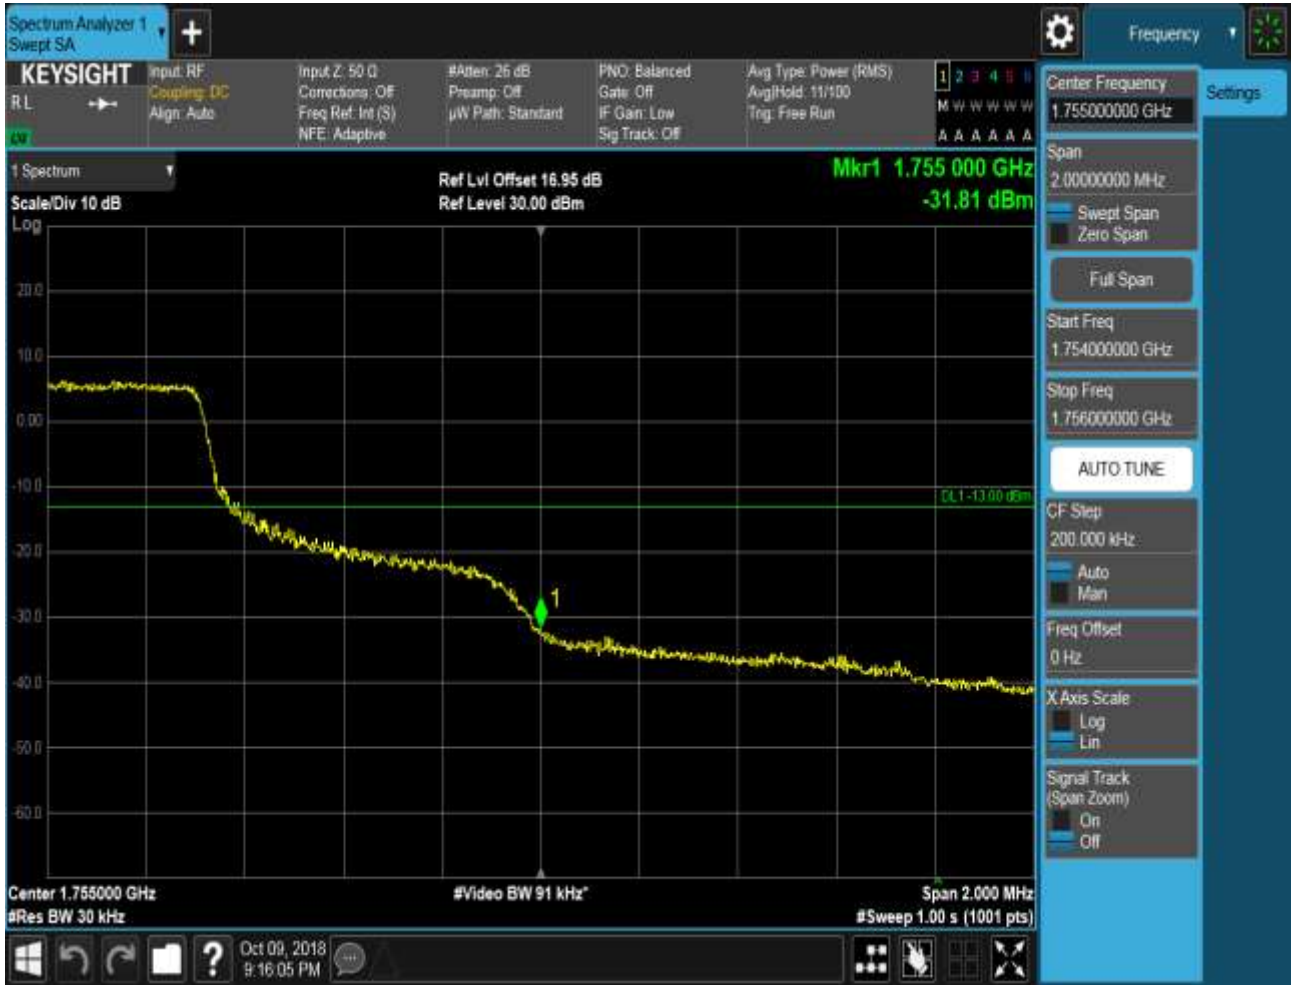 Spectrum Analyzer 1
Swept SA
+
Frequency
KEYSIGHT
R L
LXI
Input: RF
Coupling: DC
Align: Auto
Input Z: 50 Ω
Corrections: Off
Freq Ref: Int (S)
NFE: Adaptive
#Atten: 26 dB
Preamp: Off
µW Path: Standard
PNO: Balanced
Gate: Off
IF Gain: Low
Sig Track: Off
Avg Type: Power (RMS)
Avg|Hold: 11/100
Trig: Free Run
1 2 3 4 5 6
M W W W W W
A A A A A A
1 Spectrum
Scale/Div 10 dB
Log
Ref Lvl Offset 16.95 dB
Ref Level 30.00 dBm
Mkr1 1.755 000 GHz
-31.81 dBm
20.0
10.0
0.00
-10.0
-20.0
-30.0
-40.0
-50.0
-60.0
DL1 -13.00 dBm
1
Center 1.755000 GHz
#Res BW 30 kHz
#Video BW 91 kHz*
Span 2.000 MHz
#Sweep 1.00 s (1001 pts)
Center Frequency
1.755000000 GHz
Settings
Span
2.00000000 MHz
Swept Span
Zero Span
Full Span
Start Freq
1.754000000 GHz
Stop Freq
1.756000000 GHz
AUTO TUNE
CF Step
200.000 kHz
Auto
Man
Freq Offset
0 Hz
X Axis Scale
Log
Lin
Signal Track
(Span Zoom)
On
Off
?
Oct 09, 2018
9:16:05 PM